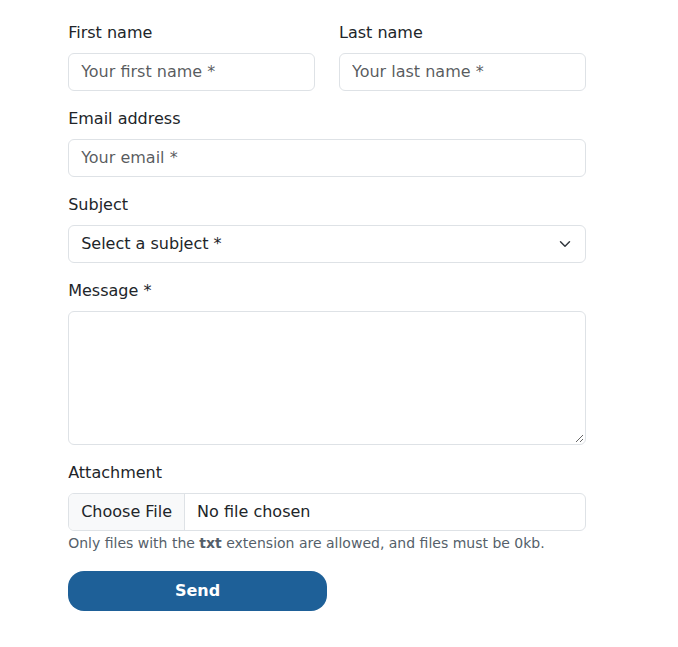 First name
Last name
Your first name *
Your last name *
Email address
Your email *
Subject
Select a subject *
Message *
Attachment
Choose File No file chosen
Only files with the txt extension are allowed, and files must be 0kb.
Send